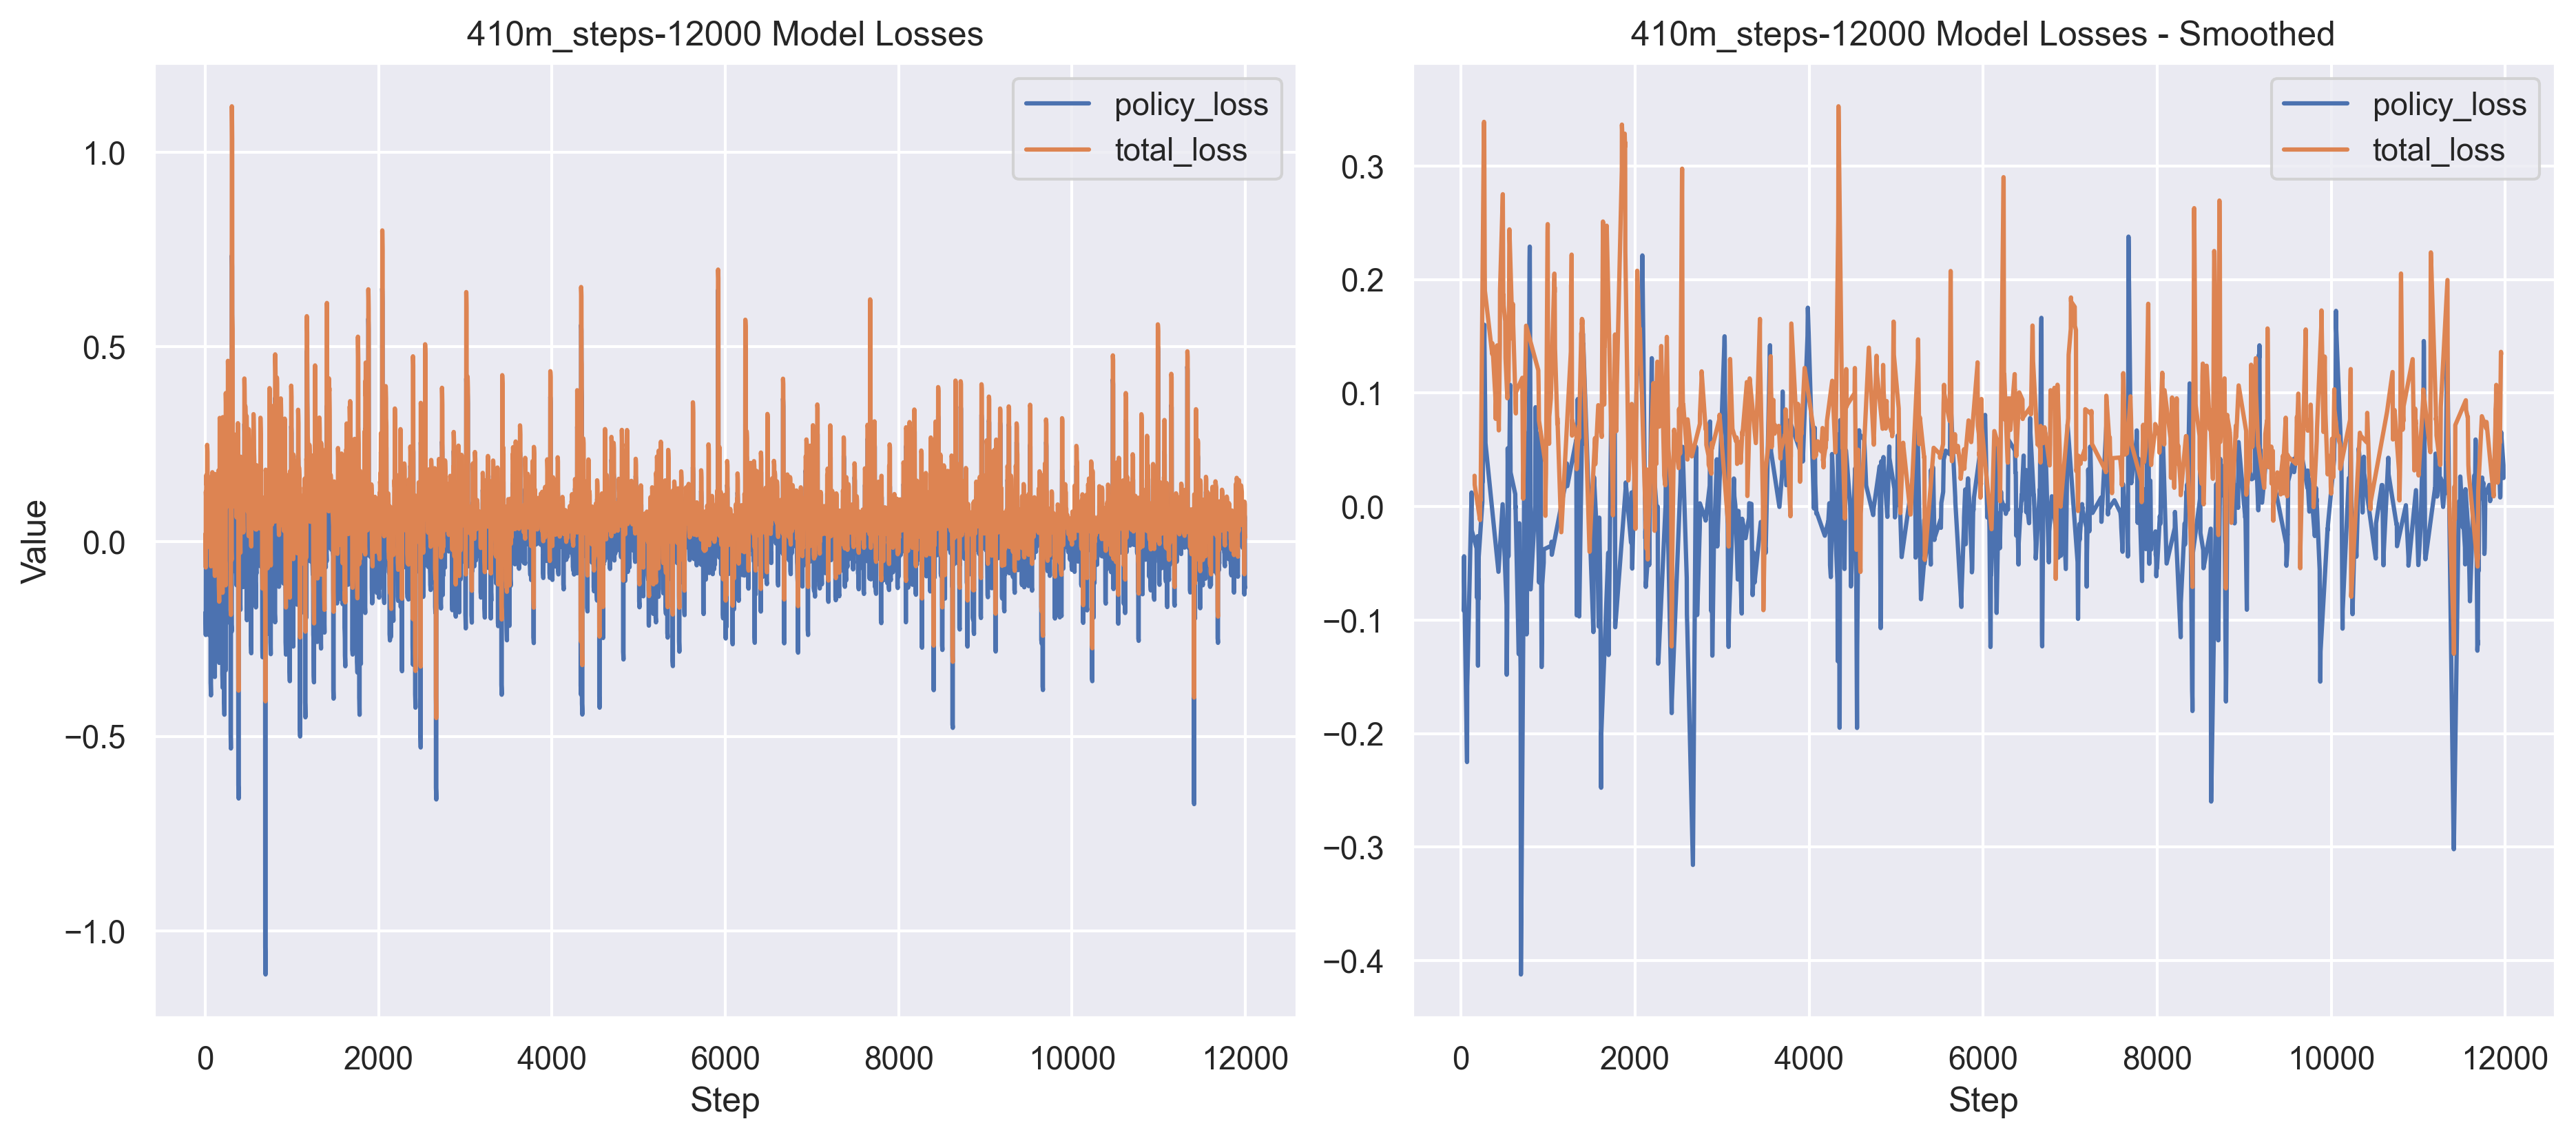 410m_steps-12000 Model Losses
policy_loss
total_loss
1.0
0.5
0.0
−0.5
−1.0
Value
0 2000 4000 6000 8000 10000 12000
Step
410m_steps-12000 Model Losses - Smoothed
policy_loss
total_loss
0.3
0.2
0.1
0.0
−0.1
−0.2
−0.3
−0.4
0 2000 4000 6000 8000 10000 12000
Step